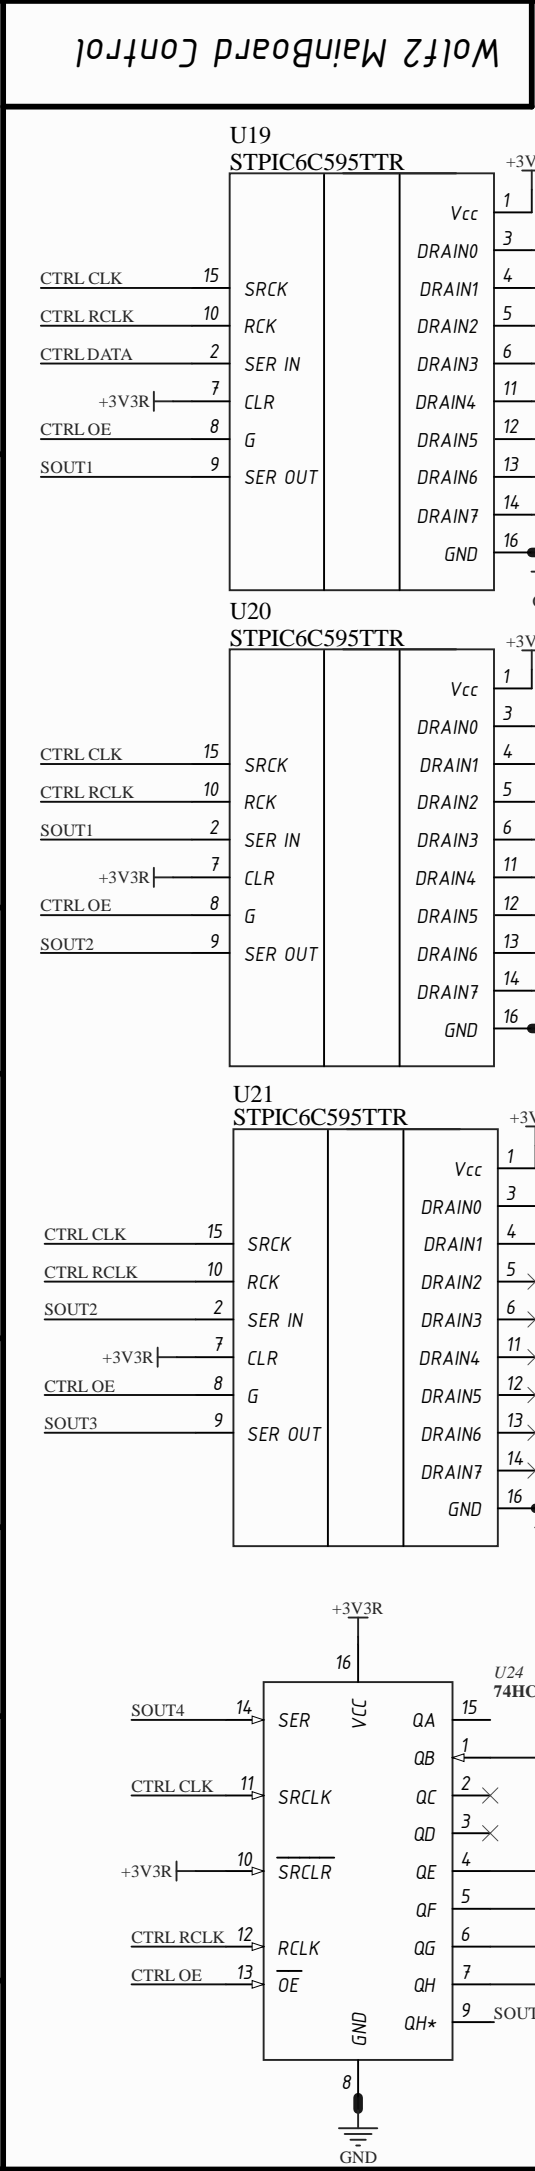 Wolf2 MainBoard Control
U19
STPIC6C595TTR
+3V
Vcc 1
DRAIN0 3
CTRL CLK 15 SRCK DRAIN1 4
CTRL RCLK 10 RCK DRAIN2 5
CTRL DATA 2 SER IN DRAIN3 6
+3V3R 7 CLR DRAIN4 11
CTRL OE 8 G DRAIN5 12
SOUT1 9 SER OUT DRAIN6 13
DRAIN7 14
GND 16
U20
STPIC6C595TTR
+3V
Vcc 1
DRAIN0 3
CTRL CLK 15 SRCK DRAIN1 4
CTRL RCLK 10 RCK DRAIN2 5
SOUT1 2 SER IN DRAIN3 6
+3V3R 7 CLR DRAIN4 11
CTRL OE 8 G DRAIN5 12
SOUT2 9 SER OUT DRAIN6 13
DRAIN7 14
GND 16
U21
STPIC6C595TTR
+3V
Vcc 1
DRAIN0 3
CTRL CLK 15 SRCK DRAIN1 4
CTRL RCLK 10 RCK DRAIN2 5
SOUT2 2 SER IN DRAIN3 6
+3V3R 7 CLR DRAIN4 11
CTRL OE 8 G DRAIN5 12
SOUT3 9 SER OUT DRAIN6 13
DRAIN7 14
GND 16
+3V3R
16
VCC
U24
74HC
SOUT4 14 SER QA 15
QB 1
CTRL CLK 11 SRCLK QC 2
QD 3
+3V3R 10 SRCLR QE 4
QF 5
CTRL RCLK 12 RCLK QG 6
CTRL OE 13 OE QH 7
GND QH* 9 SOUT
8
GND